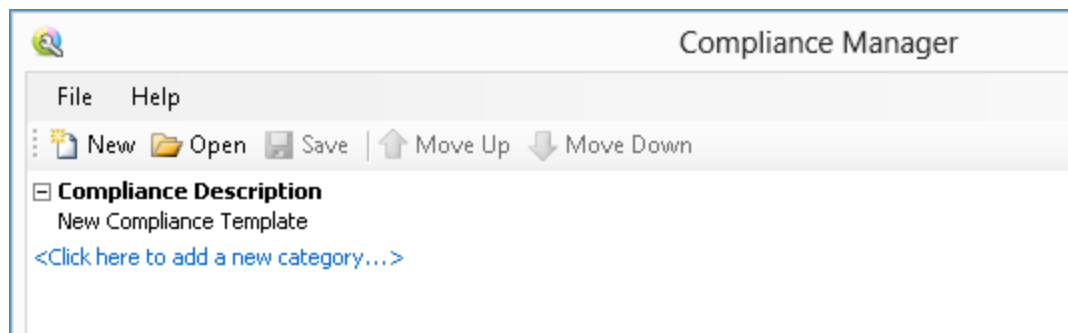 Compliance Manager
File Help
New Open Save Move Up Move Down
Compliance Description
New Compliance Template
<Click here to add a new category...>